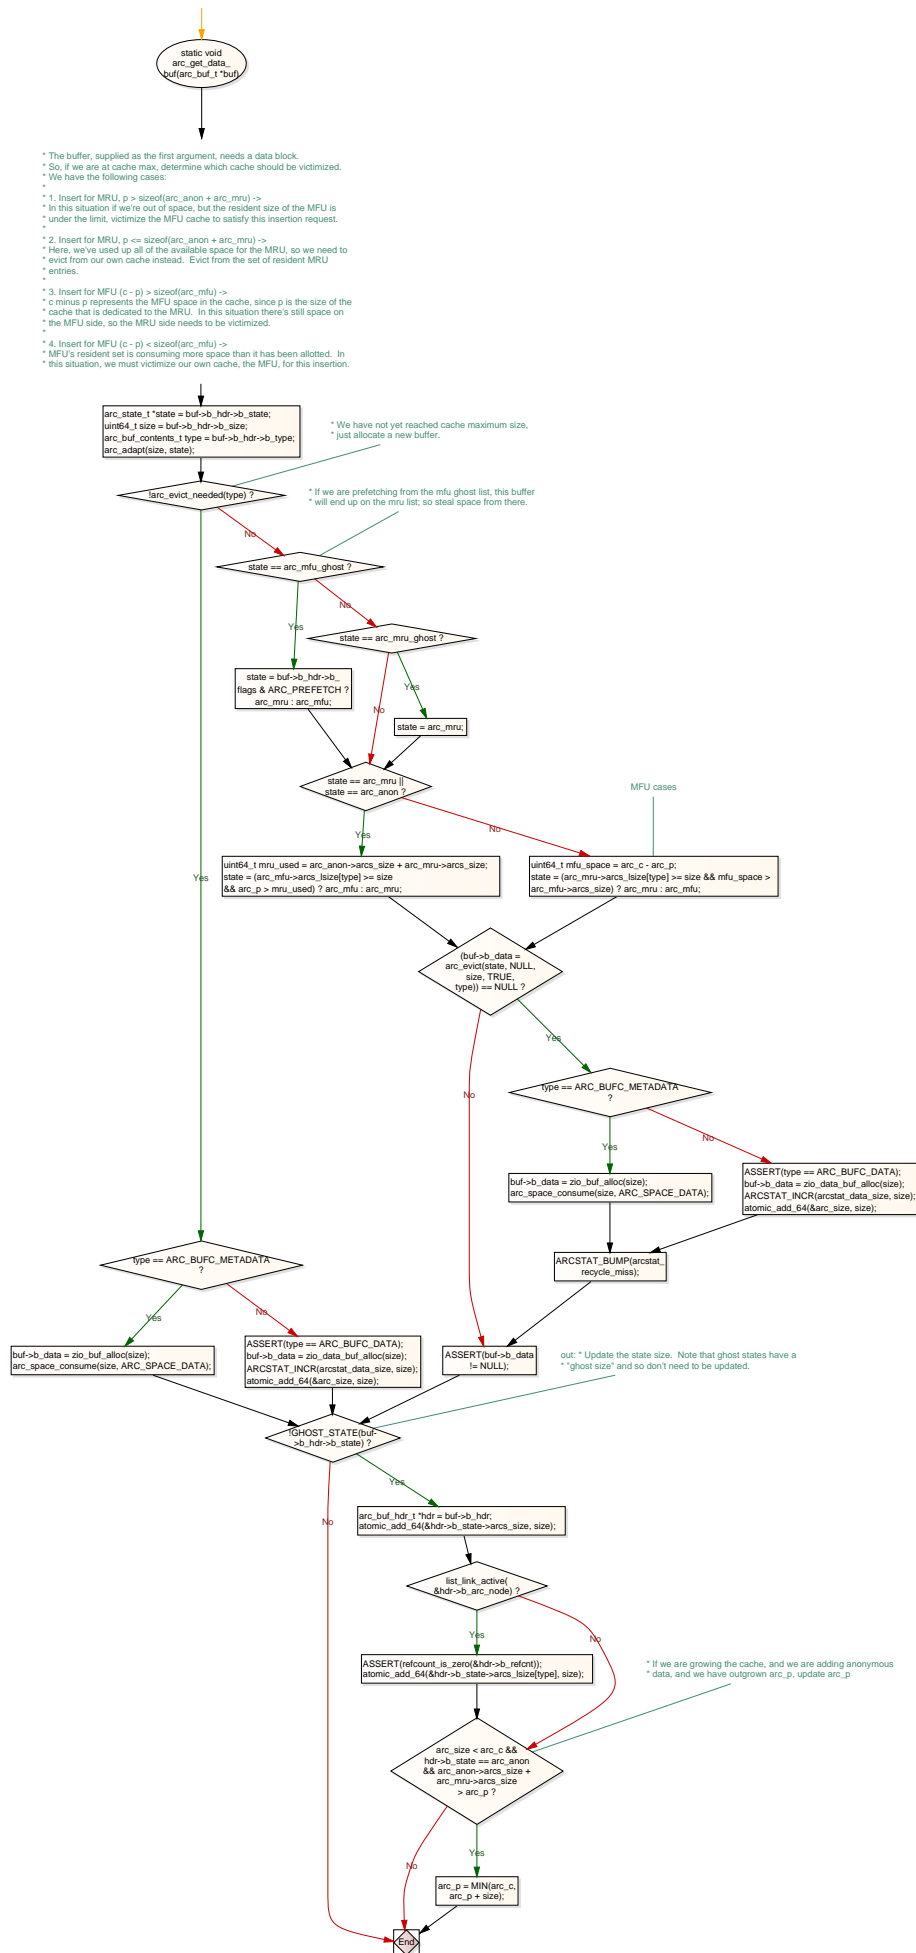 static void
arc_get_data_
buf(arc_buf_t *buf)
* The buffer, supplied as the first argument, needs a data block.
* So, if we are at cache max, determine which cache should be victimized.
* We have the following cases:
*
* 1. Insert for MRU, p > sizeof(arc_anon + arc_mru) ->
* In this situation if we're out of space, but the resident size of the MFU is
* under the limit, victimize the MFU cache to satisfy this insertion request.
*
* 2. Insert for MRU, p <= sizeof(arc_anon + arc_mru) ->
* Here, we've used up all of the available space for the MRU, so we need to
* evict from our own cache instead.  Evict from the set of resident MRU
* entries.
*
* 3. Insert for MFU (c - p) > sizeof(arc_mfu) ->
* c minus p represents the MFU space in the cache, since p is the size of the
* cache that is dedicated to the MRU.  In this situation there's still space on
* the MFU side, so the MRU side needs to be victimized.
*
* 4. Insert for MFU (c - p) < sizeof(arc_mfu) ->
* MFU's resident set is consuming more space than it has been allotted.  In
* this situation, we must victimize our own cache, the MFU, for this insertion.
arc_state_t *state = buf->b_hdr->b_state;
uint64_t size = buf->b_hdr->b_size;
arc_buf_contents_t type = buf->b_hdr->b_type;
arc_adapt(size, state);
* We have not yet reached cache maximum size,
* just allocate a new buffer.
!arc_evict_needed(type) ?
* If we are prefetching from the mfu ghost list, this buffer
* will end up on the mru list; so steal space from there.
No
state == arc_mfu_ghost ?
No
Yes
state == arc_mru_ghost ?
state = buf->b_hdr->b_
flags & ARC_PREFETCH ?
arc_mru : arc_mfu;
Yes
No
state = arc_mru;
state == arc_mru ||
state == arc_anon ?
MFU cases
Yes
No
uint64_t mru_used = arc_anon->arcs_size + arc_mru->arcs_size;
state = (arc_mfu->arcs_lsize[type] >= size
&& arc_p > mru_used) ? arc_mfu : arc_mru;
uint64_t mfu_space = arc_c - arc_p;
state = (arc_mru->arcs_lsize[type] >= size && mfu_space >
arc_mfu->arcs_size) ? arc_mru : arc_mfu;
Yes
(buf->b_data =
arc_evict(state, NULL,
size, TRUE,
type)) == NULL ?
Yes
No
type == ARC_BUFC_METADATA
?
Yes
No
buf->b_data = zio_buf_alloc(size);
arc_space_consume(size, ARC_SPACE_DATA);
ASSERT(type == ARC_BUFC_DATA);
buf->b_data = zio_data_buf_alloc(size);
ARCSTAT_INCR(arcstat_data_size, size);
atomic_add_64(&arc_size, size);
type == ARC_BUFC_METADATA
?
ARCSTAT_BUMP(arcstat_
recycle_miss);
Yes
No
buf->b_data = zio_buf_alloc(size);
arc_space_consume(size, ARC_SPACE_DATA);
ASSERT(type == ARC_BUFC_DATA);
buf->b_data = zio_data_buf_alloc(size);
ARCSTAT_INCR(arcstat_data_size, size);
atomic_add_64(&arc_size, size);
ASSERT(buf->b_data
!= NULL);
out: * Update the state size.  Note that ghost states have a
* "ghost size" and so don't need to be updated.
!GHOST_STATE(buf-
>b_hdr->b_state) ?
Yes
No
arc_buf_hdr_t *hdr = buf->b_hdr;
atomic_add_64(&hdr->b_state->arcs_size, size);
list_link_active(
&hdr->b_arc_node) ?
Yes
No
ASSERT(refcount_is_zero(&hdr->b_refcnt));
atomic_add_64(&hdr->b_state->arcs_lsize[type], size);
* If we are growing the cache, and we are adding anonymous
* data, and we have outgrown arc_p, update arc_p
arc_size < arc_c &&
hdr->b_state == arc_anon
&& arc_anon->arcs_size +
arc_mru->arcs_size
> arc_p ?
Yes
No
arc_p = MIN(arc_c,
arc_p + size);
End